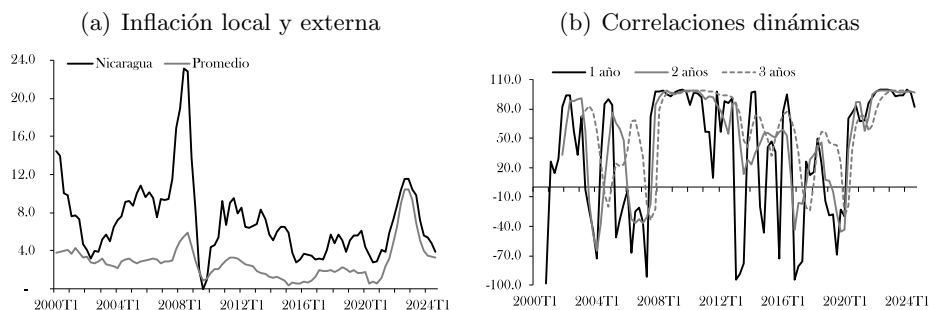 (a) Inflación local y externa
Nicaragua Promedio
24.0
20.0
16.0
12.0
8.0
4.0
-
2000T1 2004T1 2008T1 2012T1 2016T1 2020T1 2024T1
(b) Correlaciones dinámicas
1 año 2 años 3 años
110.0
80.0
50.0
20.0
-10.0
-40.0
-70.0
-100.0
2000T1 2004T1 2008T1 2012T1 2016T1 2020T1 2024T1